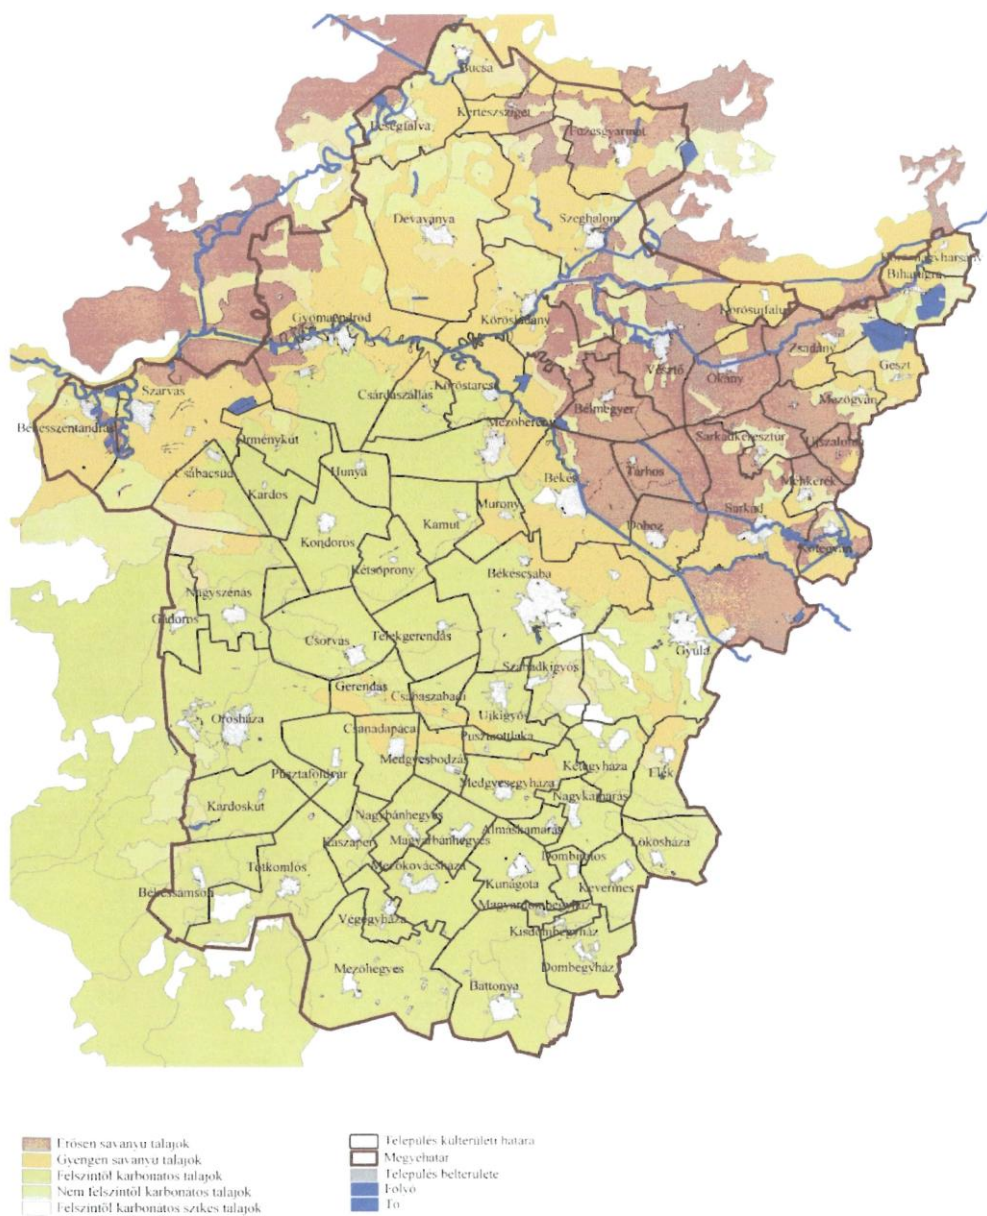 Bucsa
Kertészsziget
Ecsegfalva
Füzesgyarmat
Dévaványa
Szeghalom
Körösnagyharsány
Biharugra
Gyomaendrőd
Körösladány
Körösújfalu
Zsadány
Vésztő
Okány
Geszt
Szarvas
Csárdaszállás
Köröstarcsa
Bélmegyer
Mezőgyán
Békésszentandrás
Mezőberény
Sarkadkeresztúr
Újszalonta
Örménykút
Csabacsűd
Hunya
Tarhos
Méhkerék
Kardos
Békés
Murony
Sarkad
Kamut
Doboz
Kondoros
Kötegyán
Kétsoprony
Békéscsaba
Nagyszénás
Gádoros
Csorvás
Telekgerendás
Gyula
Szabadkígyós
Gerendás
Csabaszabadi
Orosháza
Újkígyós
Csanádapáca
Pusztaottlaka
Medgyesbodzás
Kétegyháza
Elek
Pusztaföldvár
Medgyesegyháza
Kardoskút
Nagykamarás
Nagybánhegyes
Kaszaper
Magyarbánhegyes
Almáskamarás
Lőkösháza
Tótkomlós
Mezőkovácsháza
Dombiratos
Békéssámson
Kunágota
Kevermes
Magyardombegyház
Végegyháza
Kisdombegyház
Mezőhegyes
Dombegyház
Battonya
Erősen savanyú talajok
Gyengén savanyú talajok
Felszíntől karbonátos talajok
Nem felszíntől karbonátos talajok
Felszíntől karbonátos szikes talajok
Település külterületi határa
Megyehatár
Település belterülete
Folyó
Tó